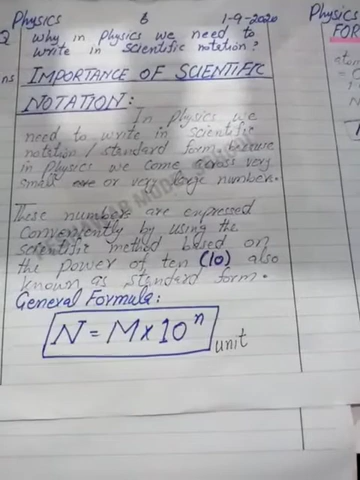 Physics 6 1-9-2020
Q Why in Physics we need to
write in Scientific notation?
ns IMPORTANCE OF SCIENTIFIC
NOTATION:
In Physics we
need to write in scientific
notation / standard form. because
in Physics we come across very
small or very large number.
These numbers are expressed
conveniently by using the
scientific method based on
the power of ten (10) also
known as standard form.
General Formula:
N = M x 10ⁿ unit
Physics
FOR